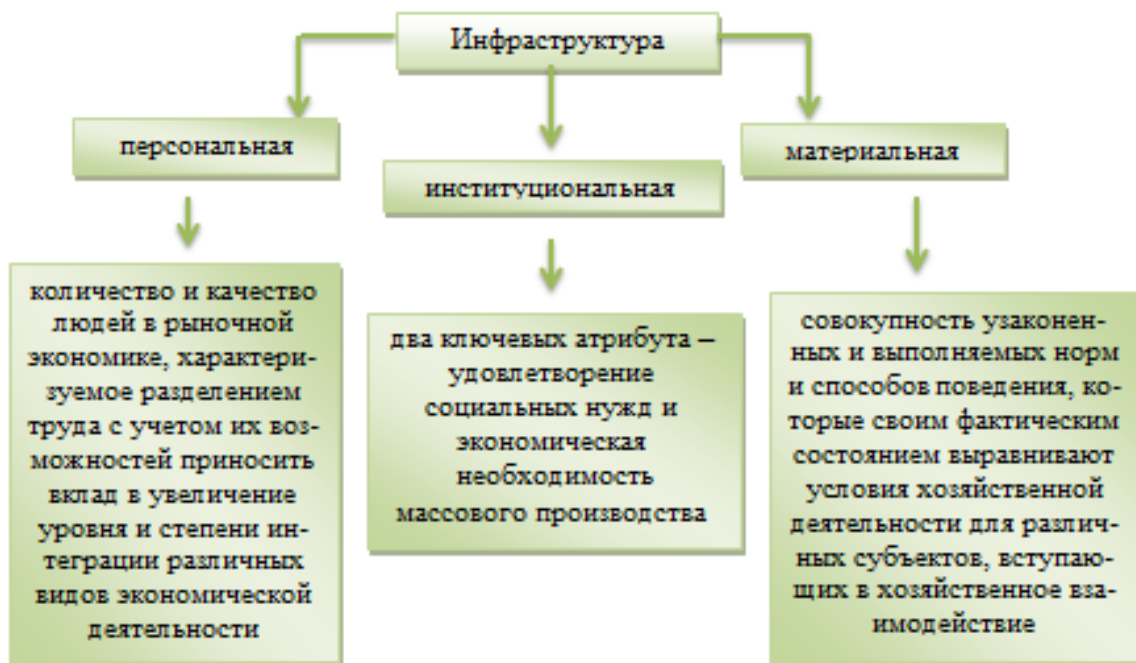 Инфраструктура
персональная
институциональная
материальная
количество и качество
людей в рыночной
экономике, характери-
зуемое разделением
труда с учетом их воз-
можностей приносить
вклад в увеличение
уровня и степени ин-
теграции различных
видов экономической
деятельности
два ключевых атрибута –
удовлетворение
социальных нужд и
экономическая
необходимость
массового производства
совокупность узаконен-
ных и выполняемых норм
и способов поведения, ко-
торые своим фактическим
состоянием выравнивают
условия хозяйственной
деятельности для различ-
ных субъектов, вступаю-
щих в хозяйственное вза-
имодействие